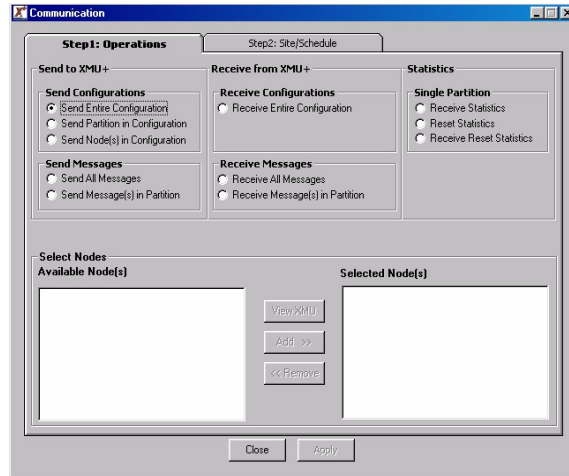 Communication
Step1: Operations
Step2: Site/Schedule
Send to XMU+
Send Configurations
Send Entire Configuration
Send Partition in Configuration
Send Node(s) in Configuration
Send Messages
Send All Messages
Send Message(s) in Partition
Receive from XMU+
Receive Configurations
Receive Entire Configuration
Receive Messages
Receive All Messages
Receive Message(s) in Partition
Statistics
Single Partition
Receive Statistics
Reset Statistics
Receive Reset Statistics
Select Nodes
Available Node(s)
Selected Node(s)
View XMU
Add >>
<< Remove
Close
Apply